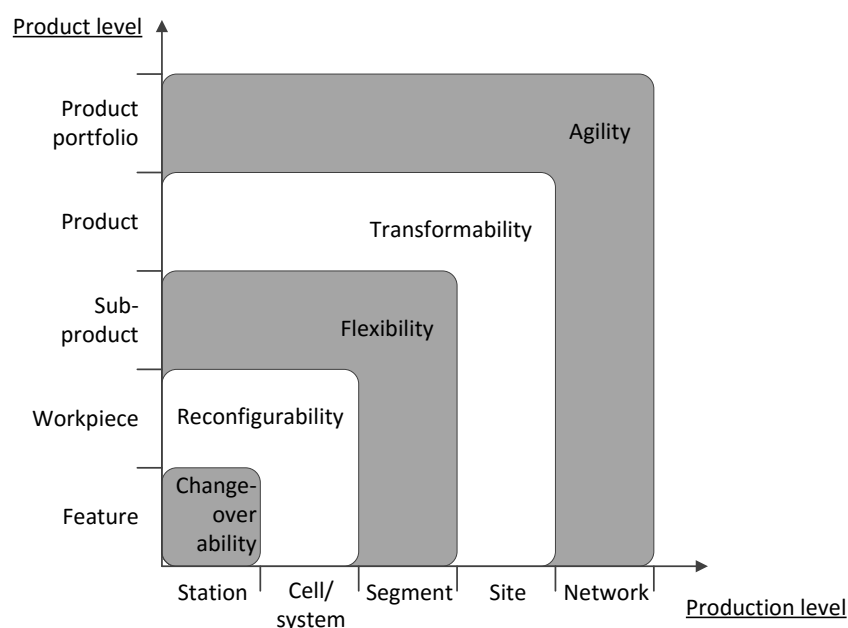 Product level
Product
portfolio
Agility
Product
Transformability
Sub-
product
Flexibility
Workpiece
Reconfigurability
Feature
Change-
over
ability
Station
Cell/
system
Segment
Site
Network
Production level